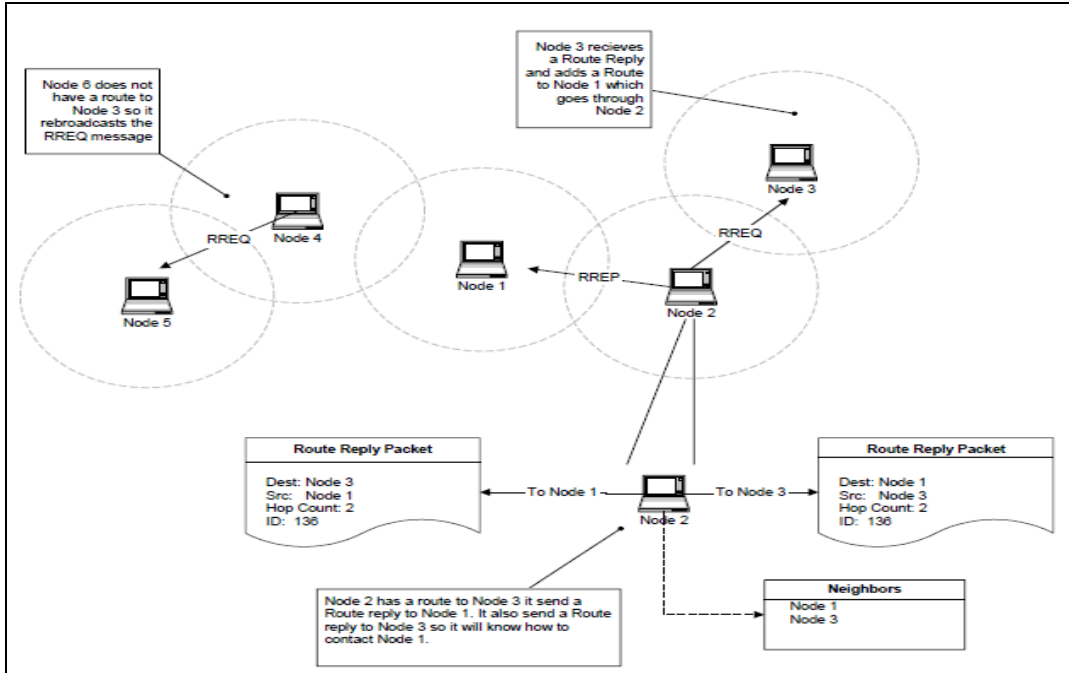 Node 3 recieves
a Route Reply
and adds a Route
to Node 1 which
goes through
Node 2
Node 6 does not
have a route to
Node 3 so it
rebroadcasts the
RREQ message
Node 3
RREQ
Node 4
RREQ
Node 1
RREP
Node 2
Node 5
Route Reply Packet
Dest: Node 3
Src: Node 1
Hop Count: 2
ID: 136
To Node 1
To Node 3
Node 2
Route Reply Packet
Dest: Node 1
Src: Node 3
Hop Count: 2
ID: 136
Node 2 has a route to Node 3 it send a
Route reply to Node 1. It also send a Route
reply to Node 3 so it will know how to
contact Node 1.
Neighbors
Node 1
Node 3